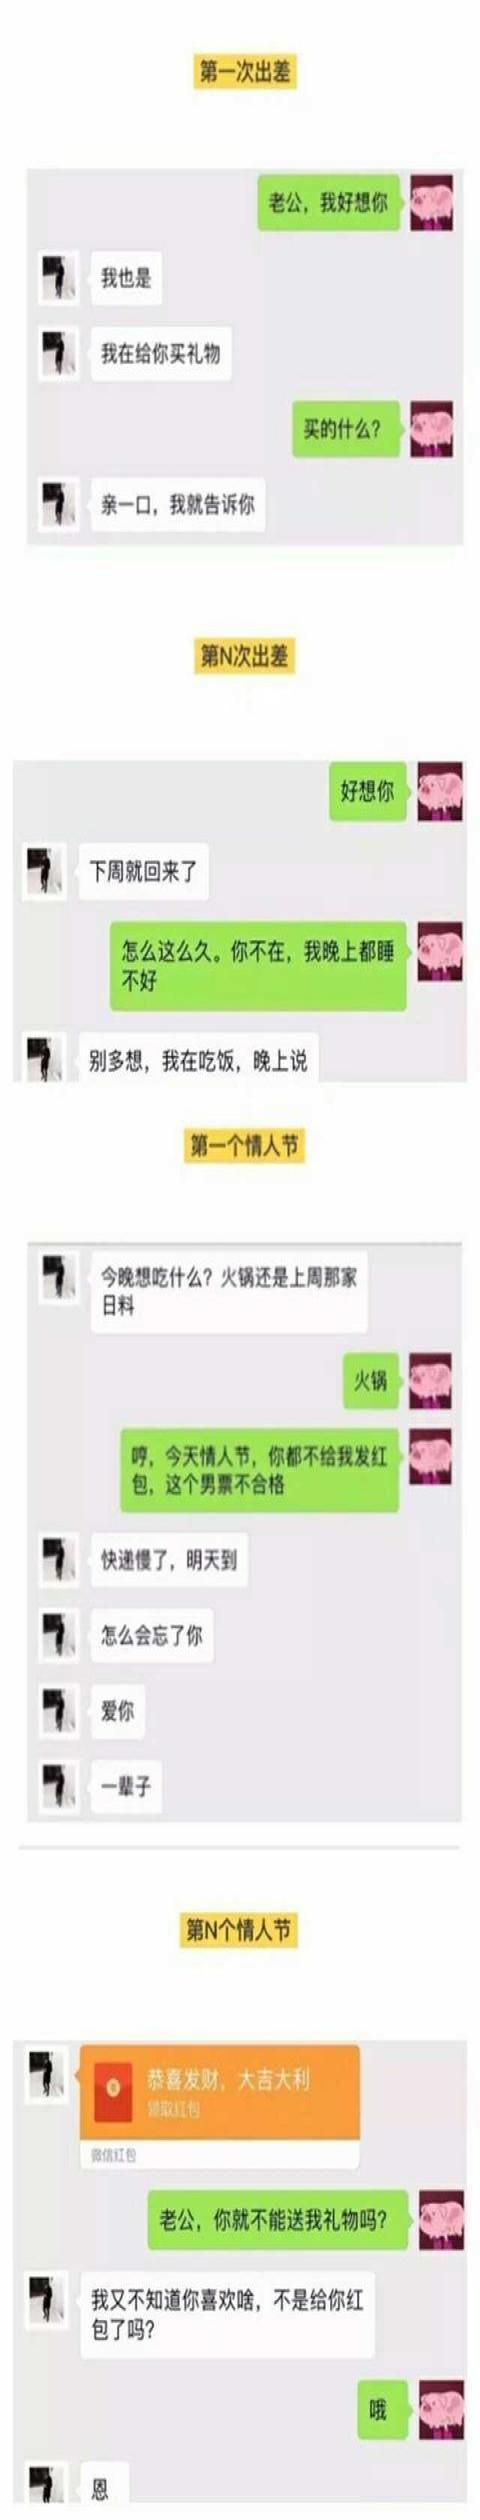 第一次出差
老公，我好想你
我也是
我在给你买礼物
买的什么？
亲一口，我就告诉你
第N次出差
好想你
下周就回来了
怎么这么久。你不在，我晚上都睡
不好
别多想，我在吃饭，晚上说
第一个情人节
今晚想吃什么？火锅还是上周那家
日料
火锅
哼，今天情人节，你都不给我发红
包，这个男票不合格
快递慢了，明天到
怎么会忘了你
爱你
一辈子
第N个情人节
恭喜发财，大吉大利
领取红包
微信红包
老公，你就不能送我礼物吗？
我又不知道你喜欢啥，不是给你红
包了吗？
哦
恩